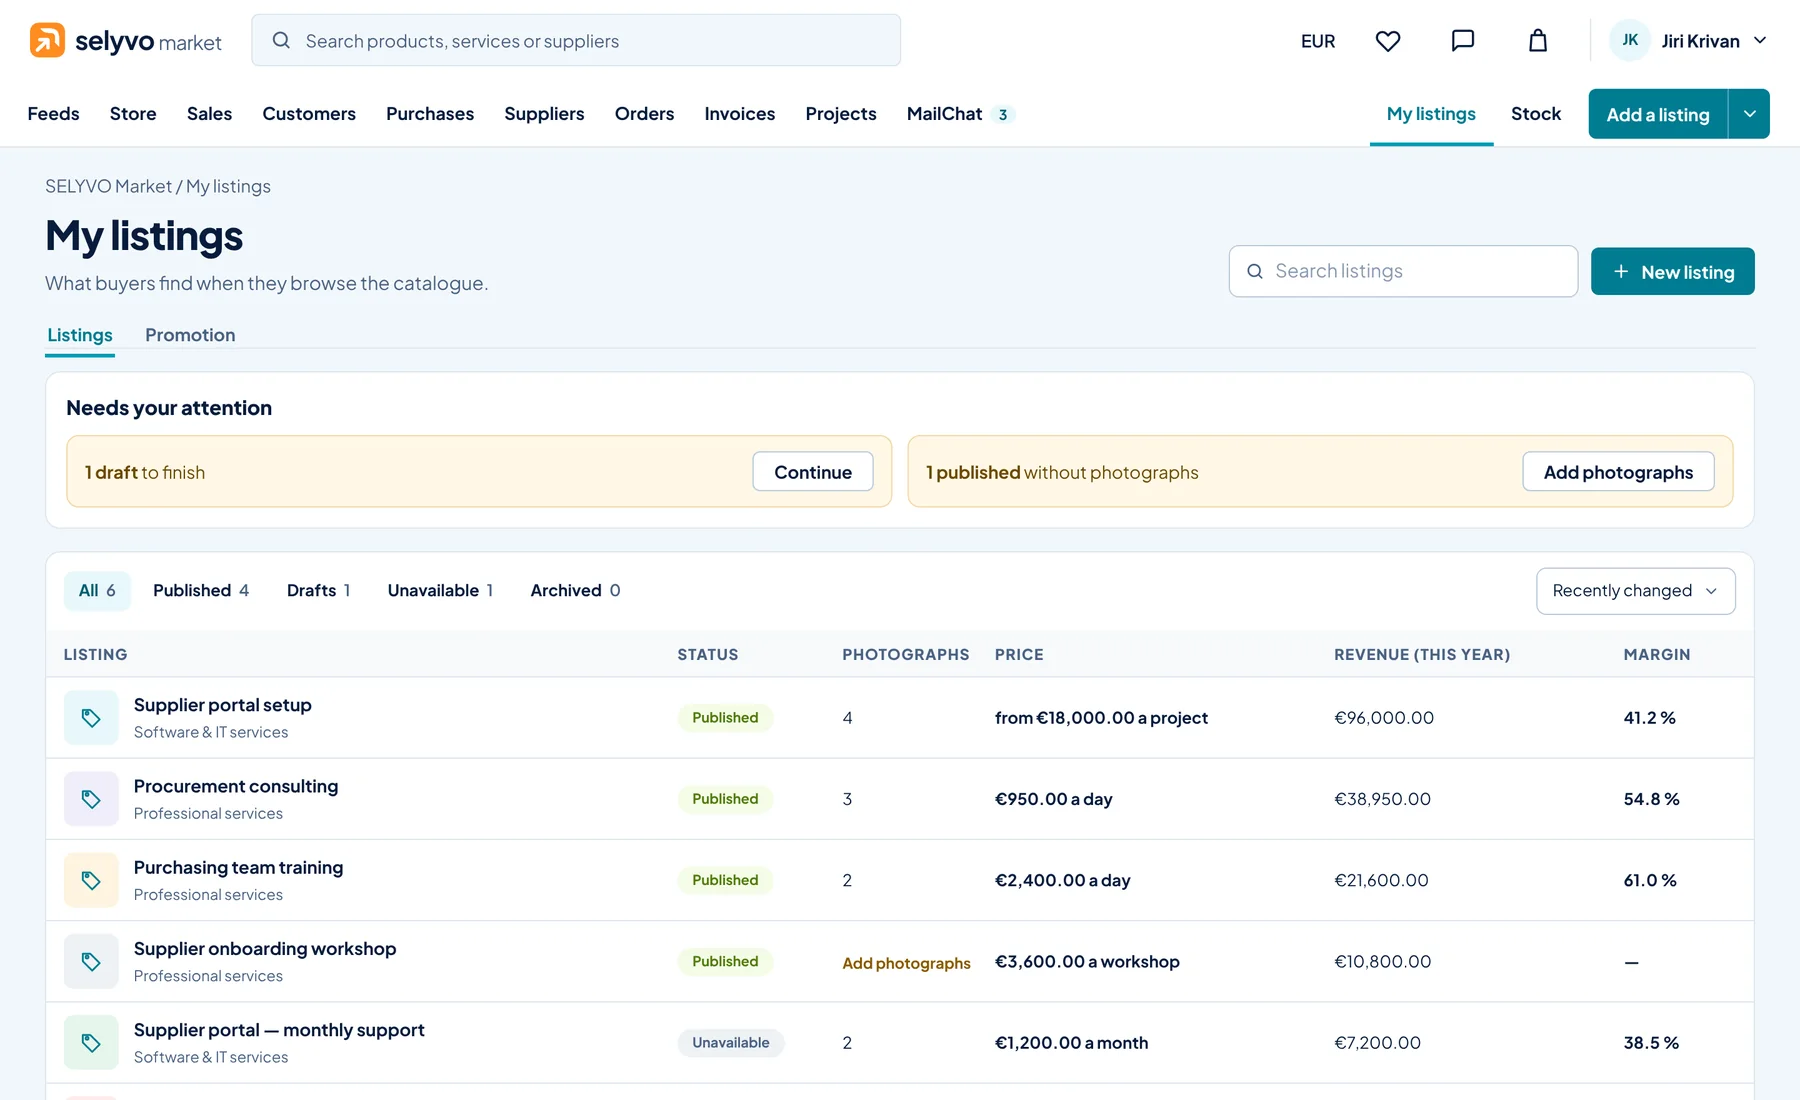 selyvo market
Search products, services or suppliers
EUR
JK
Jiri Krivan
Feeds
Store
Sales
Customers
Purchases
Suppliers
Orders
Invoices
Projects
MailChat 3
My listings
Stock
Add a listing
SELYVO Market / My listings
My listings
What buyers find when they browse the catalogue.
Search listings
+ New listing
Listings
Promotion
Needs your attention
1 draft to finish
Continue
1 published without photographs
Add photographs
All 6
Published 4
Drafts 1
Unavailable 1
Archived 0
Recently changed
LISTING
STATUS
PHOTOGRAPHS
PRICE
REVENUE (THIS YEAR)
MARGIN
Supplier portal setup
Software & IT services
Published
4
from €18,000.00 a project
€96,000.00
41.2 %
Procurement consulting
Professional services
Published
3
€950.00 a day
€38,950.00
54.8 %
Purchasing team training
Professional services
Published
2
€2,400.00 a day
€21,600.00
61.0 %
Supplier onboarding workshop
Professional services
Published
Add photographs
€3,600.00 a workshop
€10,800.00
—
Supplier portal — monthly support
Software & IT services
Unavailable
2
€1,200.00 a month
€7,200.00
38.5 %